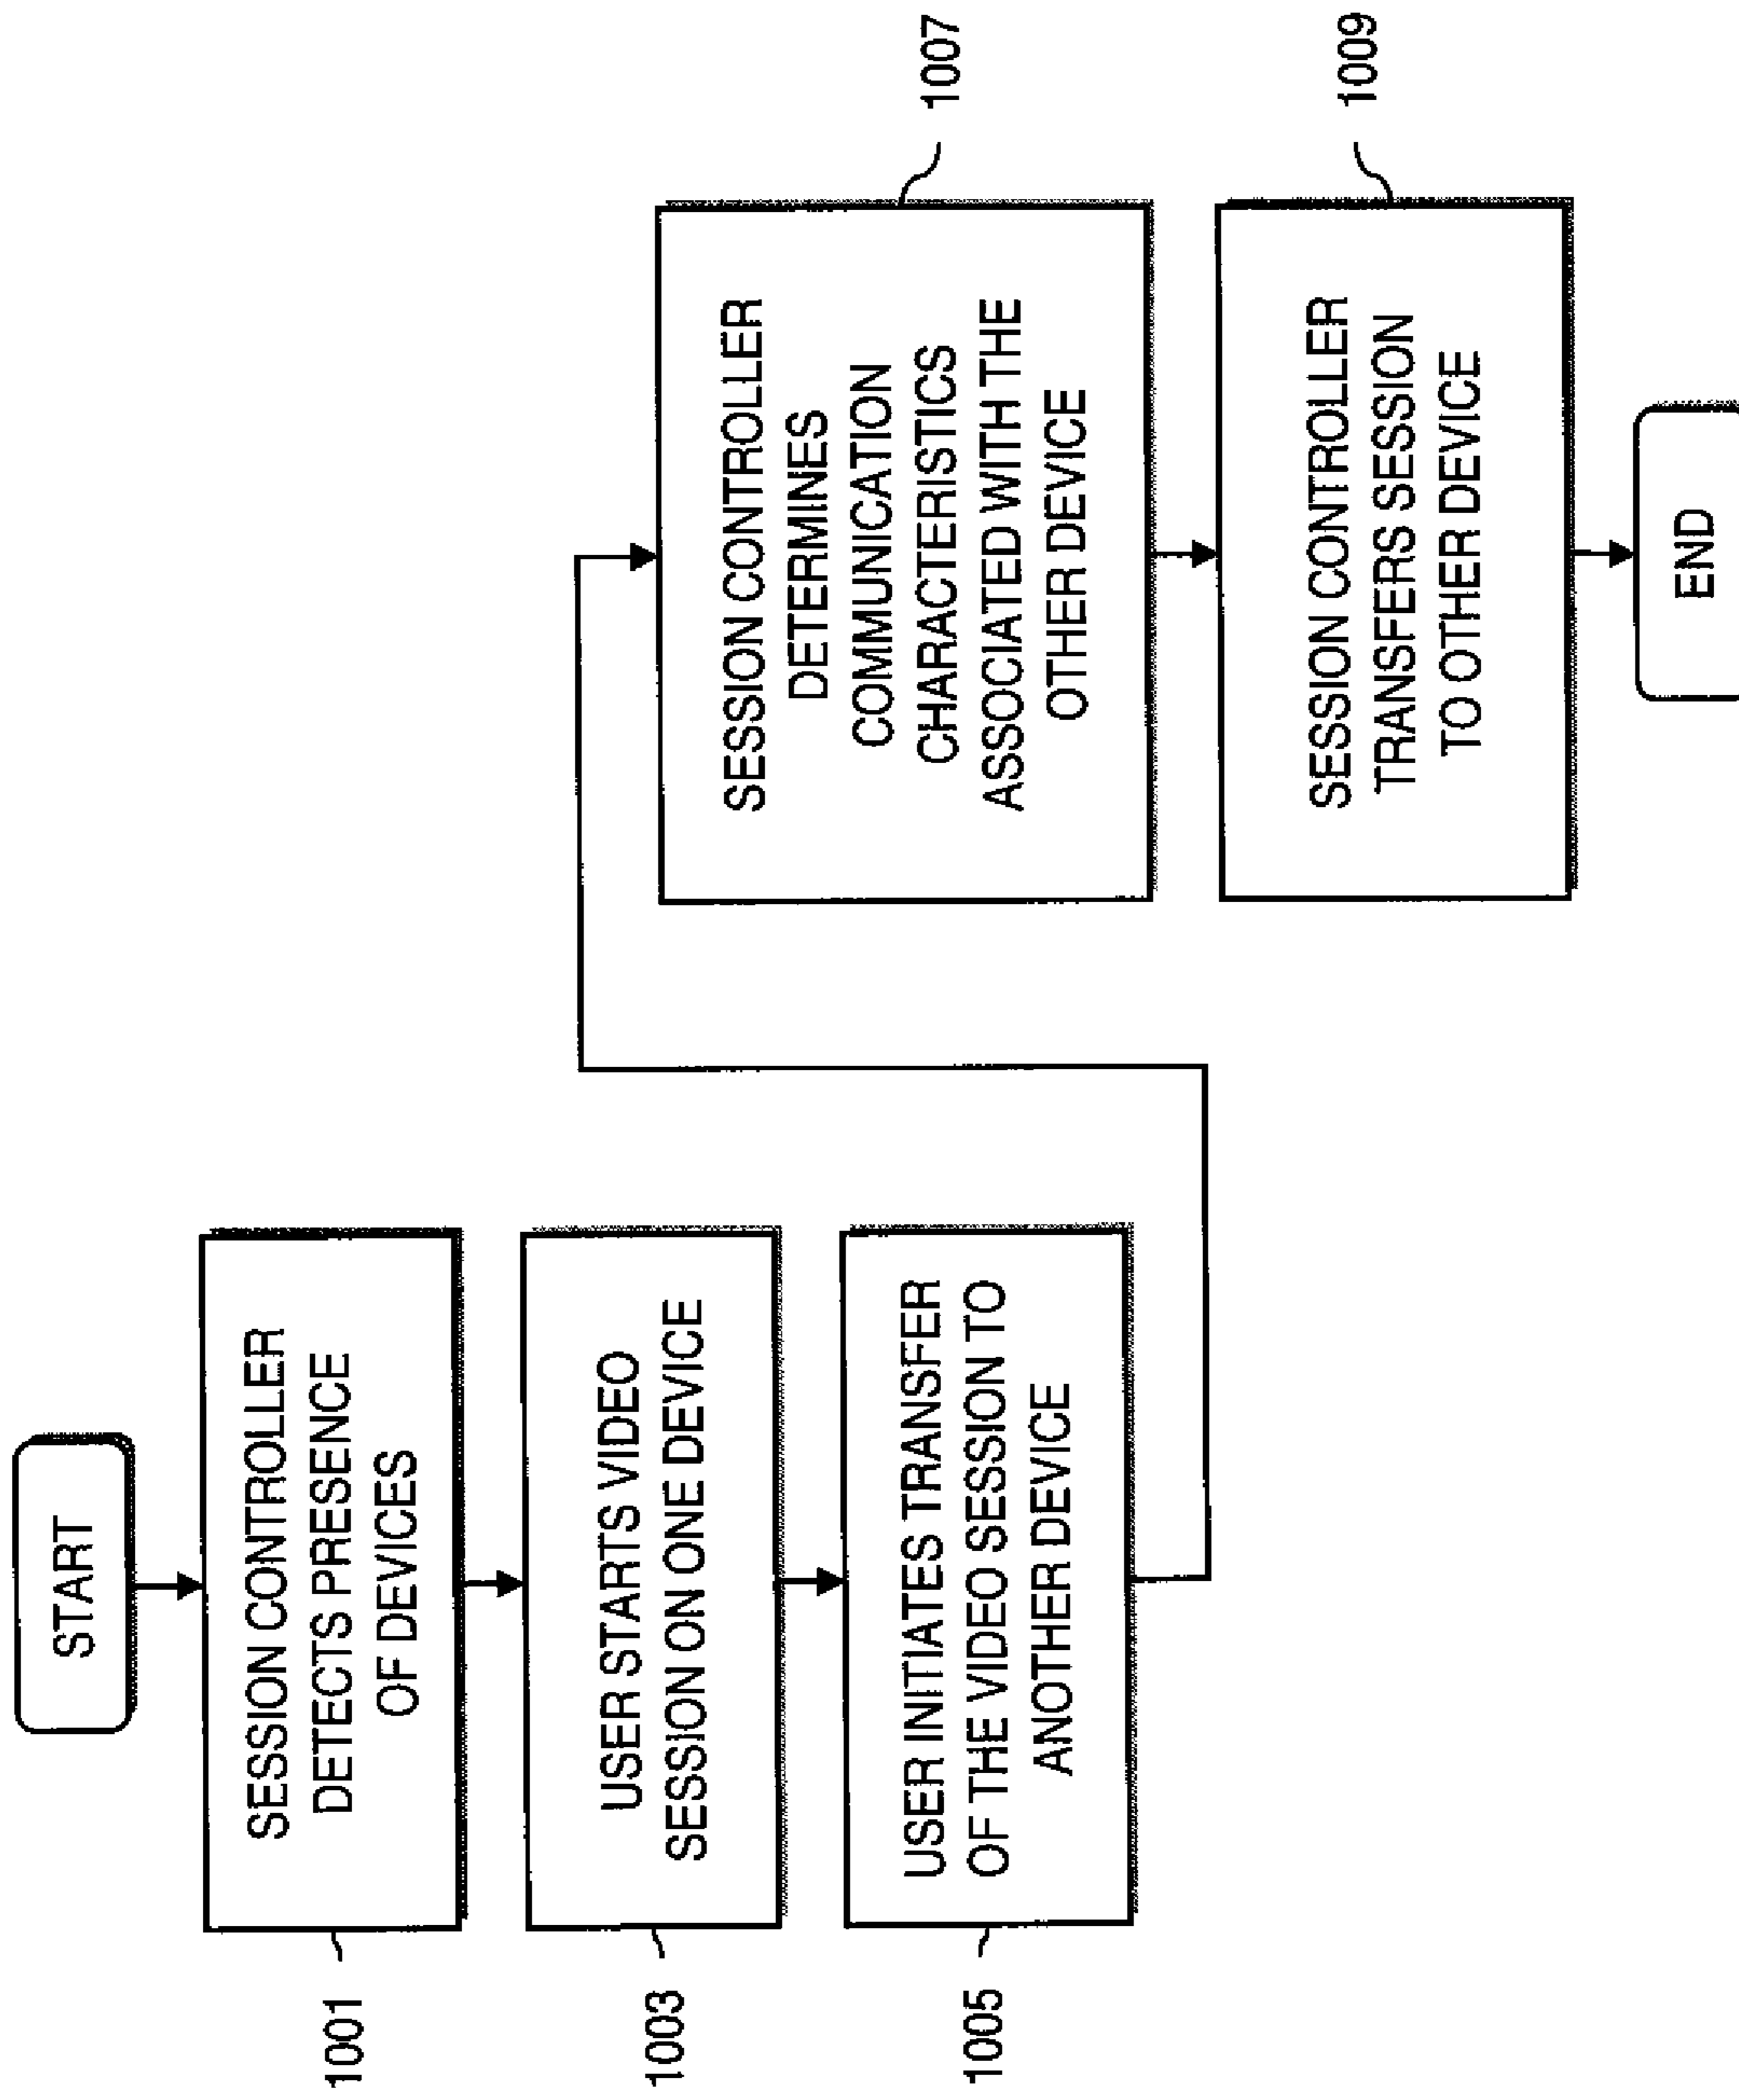 START
SESSION CONTROLLER
DETECTS PRESENCE
OF DEVICES
1001
USER STARTS VIDEO
SESSION ON ONE DEVICE
1003
USER INITIATES TRANSFER
OF THE VIDEO SESSION TO
ANOTHER DEVICE
1005
SESSION CONTROLLER
DETERMINES
COMMUNICATION
CHARACTERISTICS
ASSOCIATED WITH THE
OTHER DEVICE
1007
SESSION CONTROLLER
TRANSFERS SESSION
TO OTHER DEVICE
1009
END